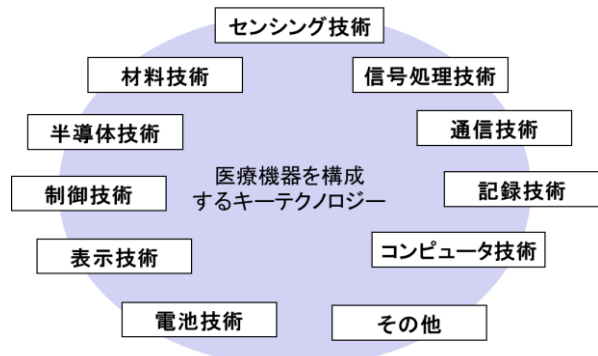 センシング技術
材料技術
信号処理技術
半導体技術
通信技術
医療機器を構成
するキーテクノロジー
制御技術
記録技術
表示技術
コンピュータ技術
電池技術
その他